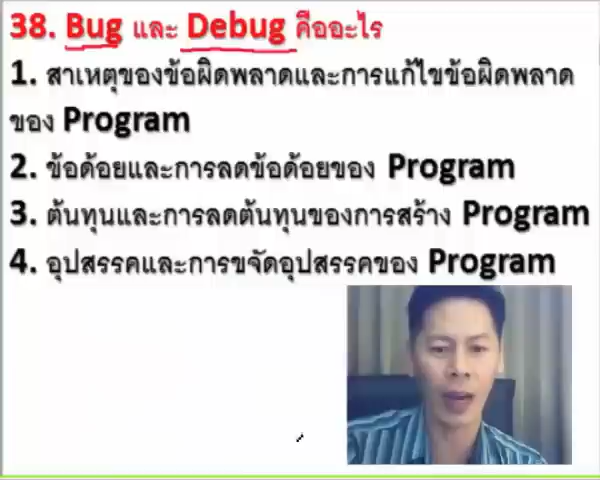 38. Bug และ Debug คืออะไร
1. สาเหตุของข้อผิดพลาดและการแก้ไขข้อผิดพลาด
ของ Program
2. ข้อด้อยและการลดข้อด้อยของ Program
3. ต้นทุนและการลดต้นทุนของการสร้าง Program
4. อุปสรรคและการขจัดอุปสรรคของ Program